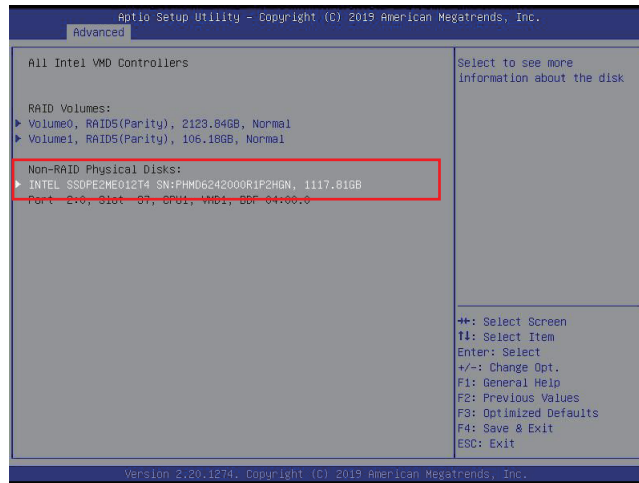 Aptio Setup Utility – Copyright (C) 2019 American Megatrends, Inc.
Advanced
All Intel VMD Controllers
RAID Volumes:
Volume0, RAID5(Parity), 2123.84GB, Normal
Volume1, RAID5(Parity), 106.18GB, Normal
Non-RAID Physical Disks:
INTEL SSDPE2ME012T4 SN:PHMD6242000R1P2HGN, 1117.81GB
Port 2:0, Slot 87, CPU1, VMD1, BDF 04:00.0
Select to see more
information about the disk
→←: Select Screen
↑↓: Select Item
Enter: Select
+/-: Change Opt.
F1: General Help
F2: Previous Values
F3: Optimized Defaults
F4: Save & Exit
ESC: Exit
Version 2.20.1274. Copyright (C) 2019 American Megatrends, Inc.